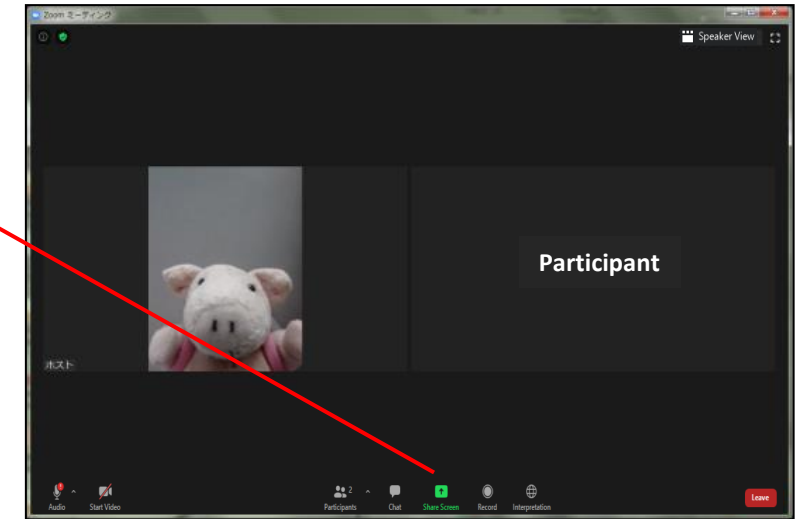 Zoom ミーティング
Speaker View
Participant
ホスト
Audio
Start Video
2
Participants
Chat
Share Screen
Record
Interpretation
Leave